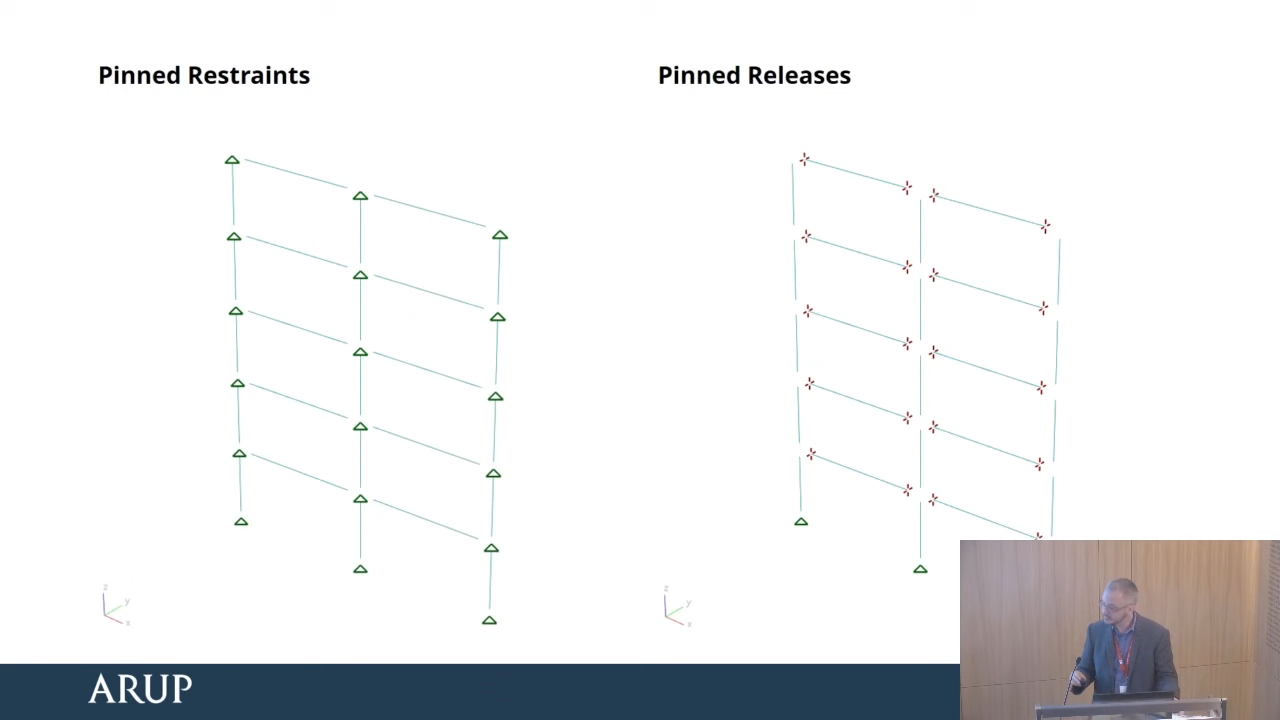 Pinned Restraints
Pinned Releases
z
y
x
z
y
x
ARUP